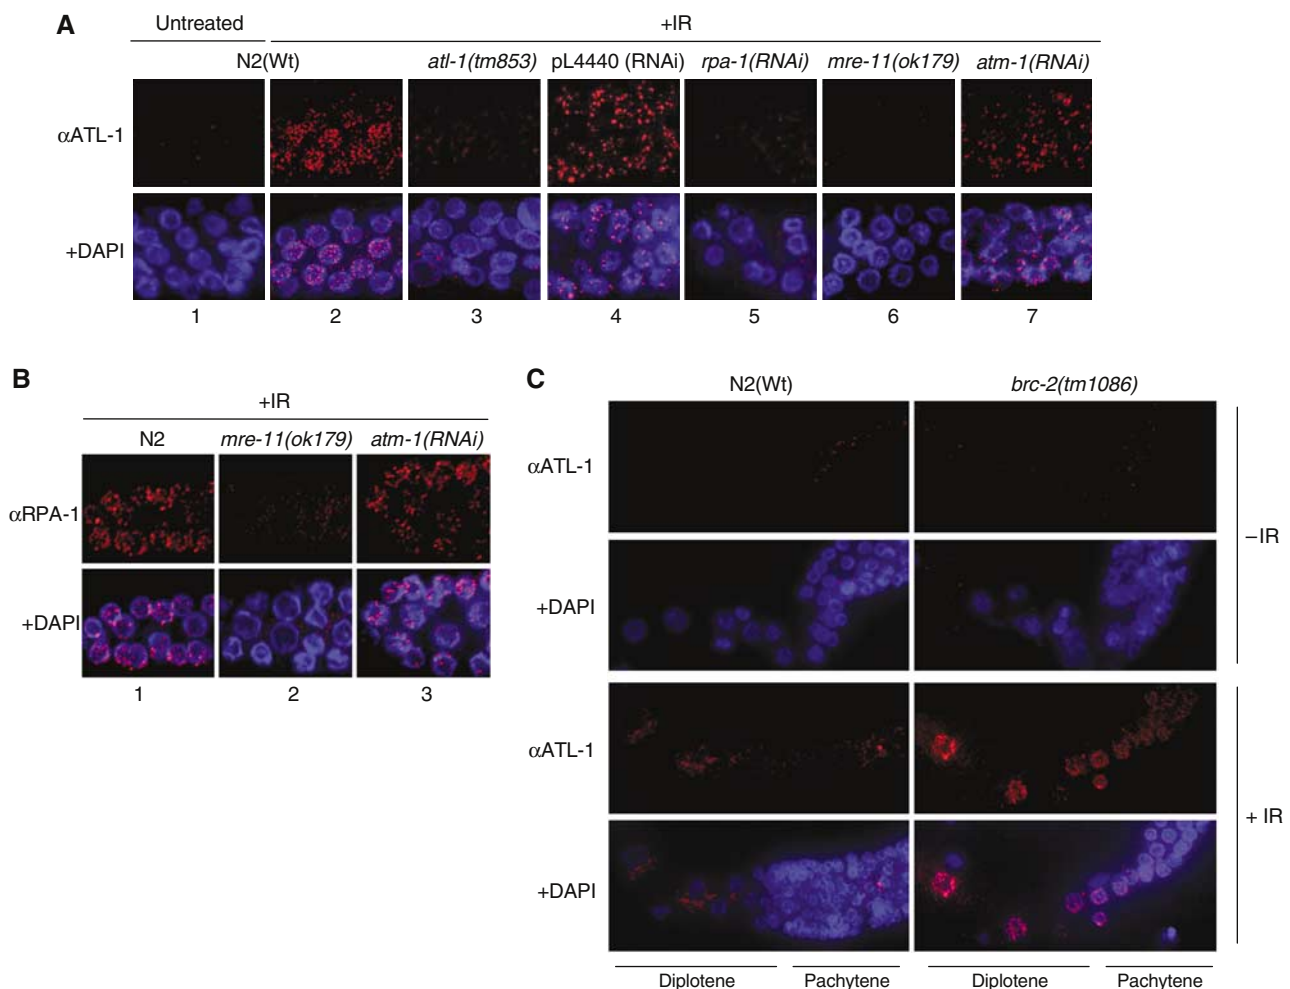 A
Untreated
+IR
N2(Wt)
atl-1(tm853)
pL4440 (RNAi)
rpa-1(RNAi)
mre-11(ok179)
atm-1(RNAi)
αATL-1
+DAPI
1
2
3
4
5
6
7
B
+IR
N2
mre-11(ok179)
atm-1(RNAi)
αRPA-1
+DAPI
1
2
3
C
N2(Wt)
brc-2(tm1086)
αATL-1
+DAPI
–IR
αATL-1
+DAPI
+ IR
Diplotene
Pachytene
Diplotene
Pachytene